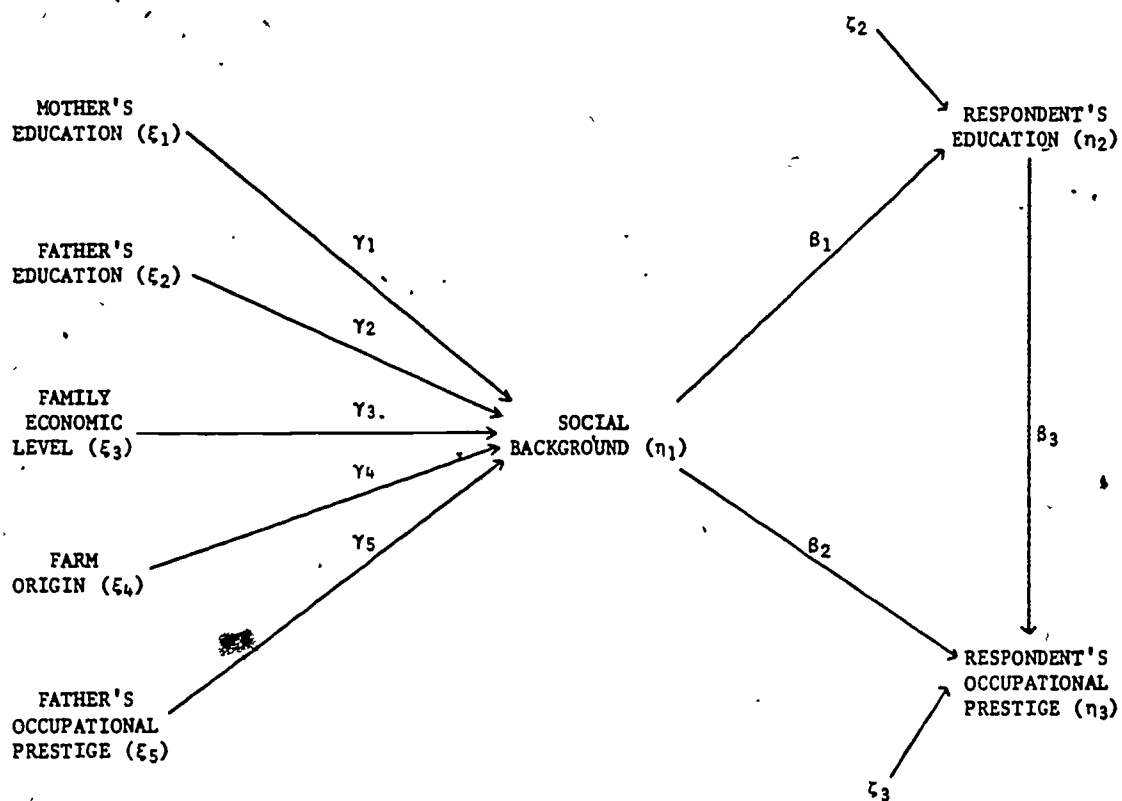 ζ2
MOTHER'S
EDUCATION (ξ1)
RESPONDENT'S
EDUCATION (η2)
γ1
β1
FATHER'S
EDUCATION (ξ2)
γ2
FAMILY
ECONOMIC
LEVEL (ξ3)
γ3
SOCIAL
BACKGROUND (η1)
β3
γ4
γ5
β2
FARM
ORIGIN (ξ4)
RESPONDENT'S
OCCUPATIONAL
PRESTIGE (η3)
FATHER'S
OCCUPATIONAL
PRESTIGE (ξ5)
ζ3